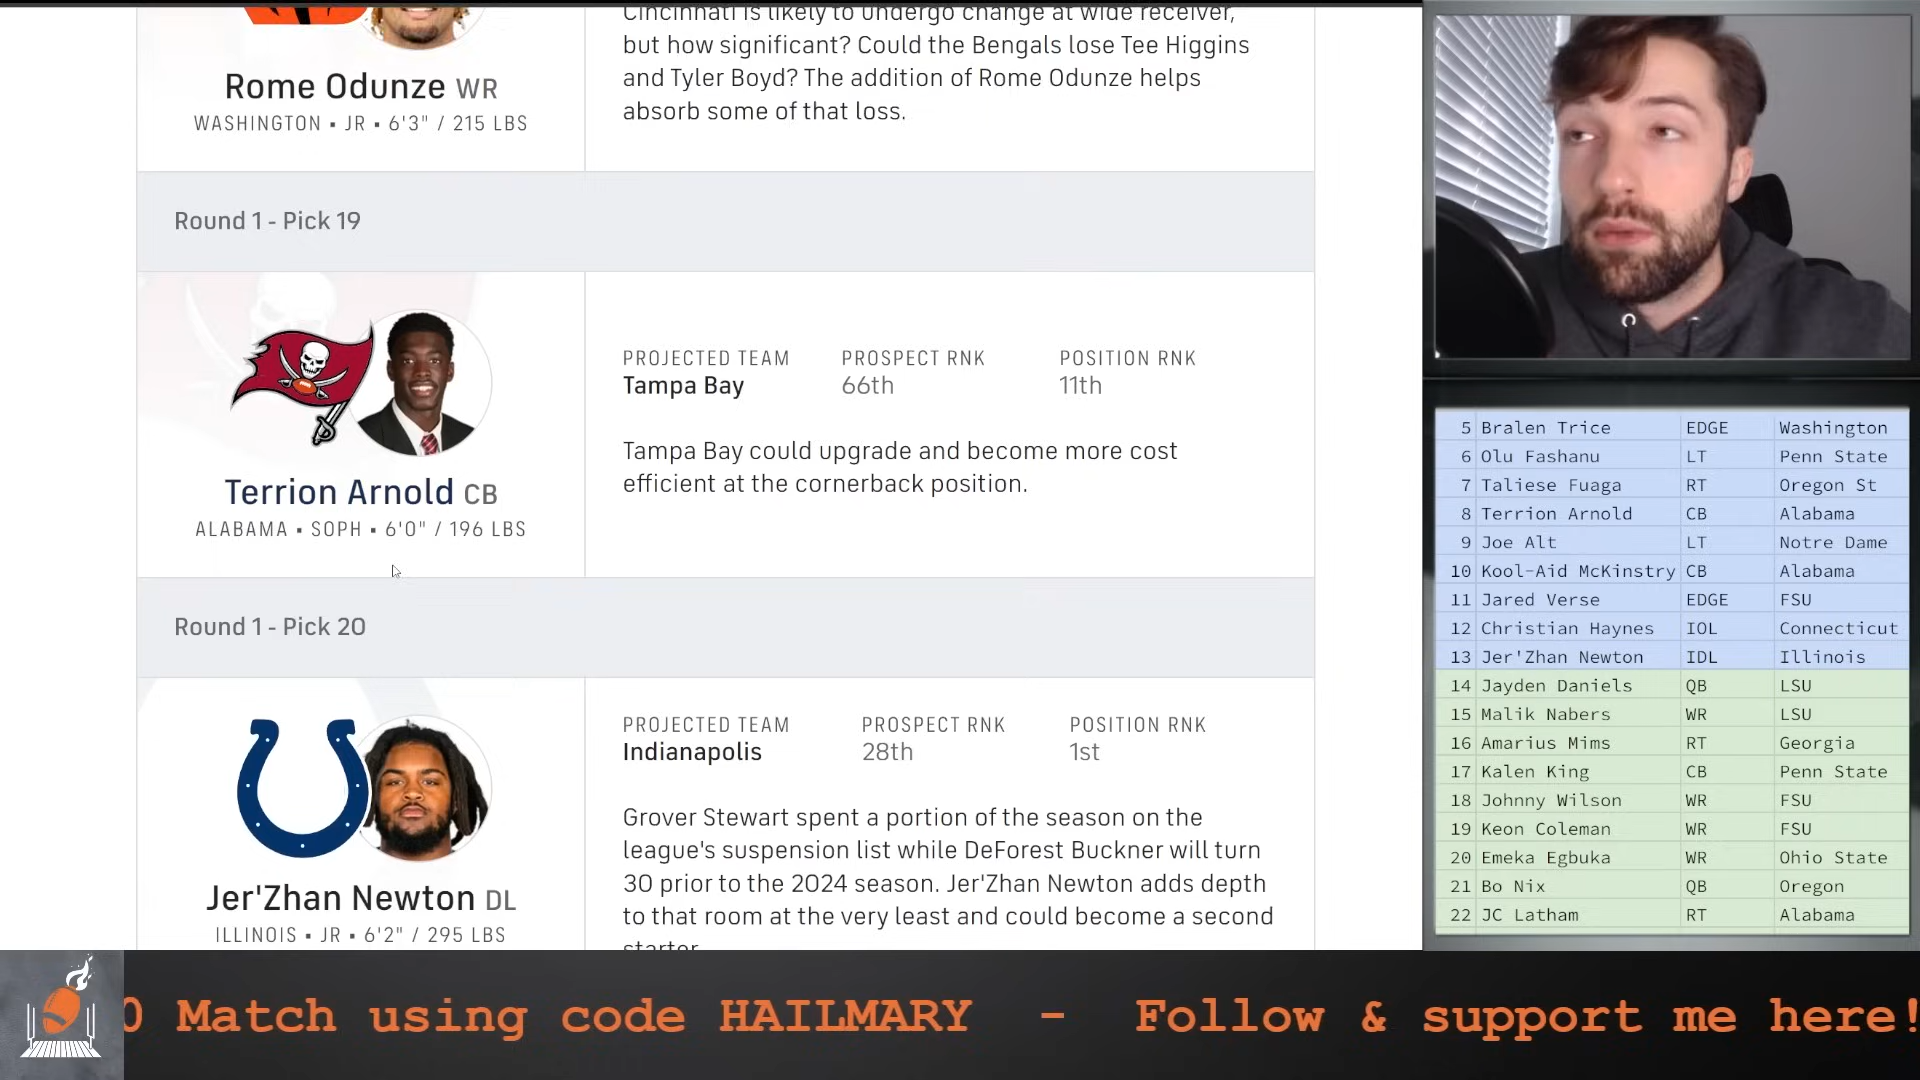 Cincinnati is likely to undergo change at wide receiver,
but how significant? Could the Bengals lose Tee Higgins
and Tyler Boyd? The addition of Rome Odunze helps
absorb some of that loss.
Rome Odunze WR
WASHINGTON • JR • 6'3" / 215 LBS
Round 1 - Pick 19
PROJECTED TEAM PROSPECT RNK POSITION RNK
Tampa Bay 66th 11th
Tampa Bay could upgrade and become more cost
efficient at the cornerback position.
Terrion Arnold CB
ALABAMA • SOPH • 6'0" / 196 LBS
Round 1 - Pick 20
PROJECTED TEAM PROSPECT RNK POSITION RNK
Indianapolis 28th 1st
Grover Stewart spent a portion of the season on the
league's suspension list while DeForest Buckner will turn
30 prior to the 2024 season. Jer'Zhan Newton adds depth
to that room at the very least and could become a second
starter.
Jer'Zhan Newton DL
ILLINOIS • JR • 6'2" / 295 LBS
5 Bralen Trice EDGE Washington
6 Olu Fashanu LT Penn State
7 Taliese Fuaga RT Oregon St
8 Terrion Arnold CB Alabama
9 Joe Alt LT Notre Dame
10 Kool-Aid McKinstry CB Alabama
11 Jared Verse EDGE FSU
12 Christian Haynes IOL Connecticut
13 Jer'Zhan Newton IDL Illinois
14 Jayden Daniels QB LSU
15 Malik Nabers WR LSU
16 Amarius Mims RT Georgia
17 Kalen King CB Penn State
18 Johnny Wilson WR FSU
19 Keon Coleman WR FSU
20 Emeka Egbuka WR Ohio State
21 Bo Nix QB Oregon
22 JC Latham RT Alabama
0 Match using code HAILMARY - Follow & support me here!